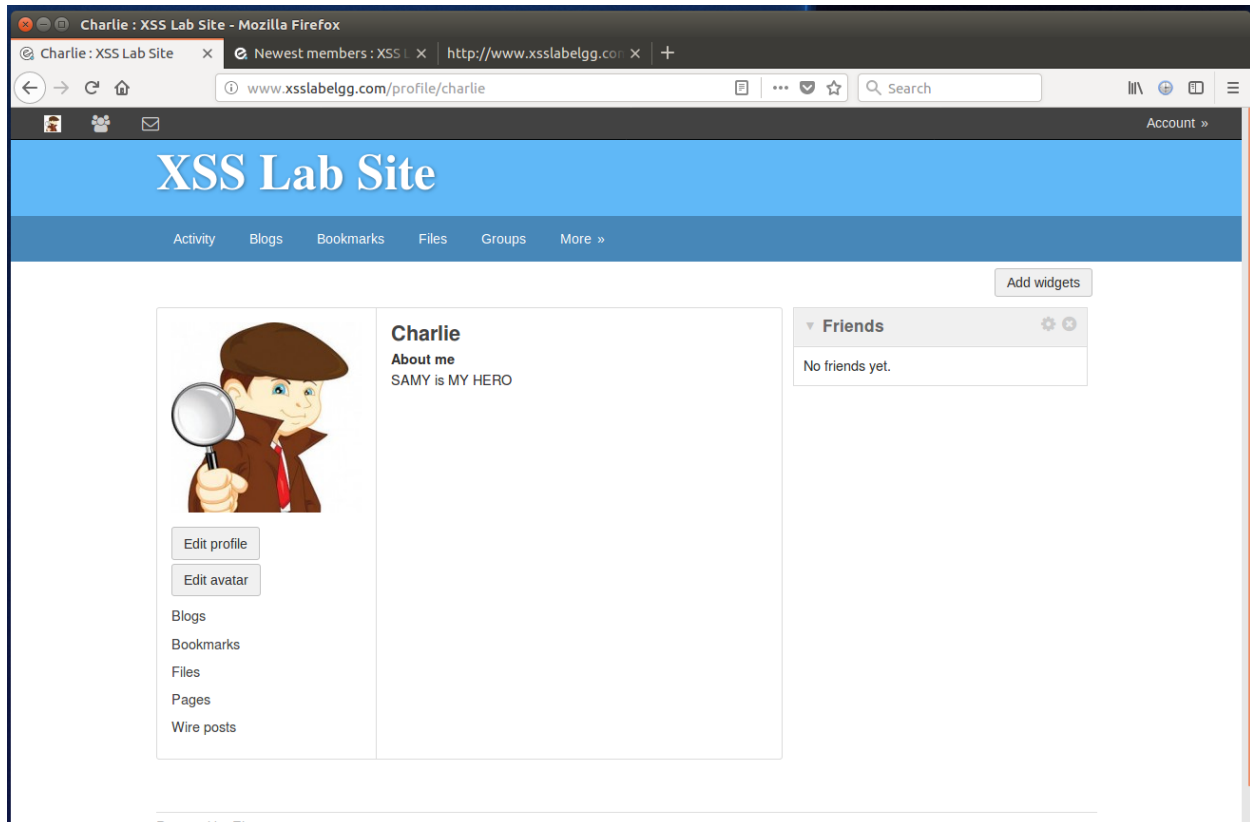 Charlie : XSS Lab Site - Mozilla Firefox
Charlie : XSS Lab Site
Newest members : XSS
http://www.xsslabelgg.con
www.xsslabelgg.com/profile/charlie
Search
Account »
XSS Lab Site
Activity Blogs Bookmarks Files Groups More »
Add widgets
Charlie
About me
SAMY is MY HERO
Friends
No friends yet.
Edit profile
Edit avatar
Blogs
Bookmarks
Files
Pages
Wire posts